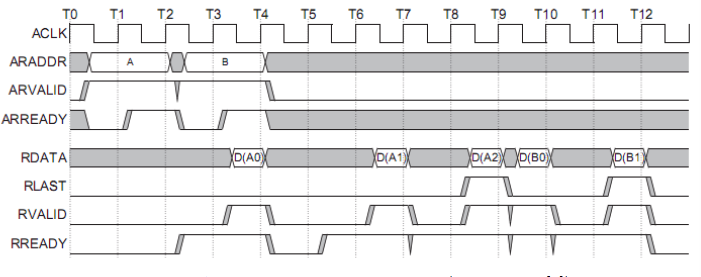 T0 T1 T2 T3 T4 T5 T6 T7 T8 T9 T10 T11 T12
ACLK
ARADDR A B
ARVALID
ARREADY
RDATA D(A0) D(A1) D(A2) D(B0) D(B1)
RLAST
RVALID
RREADY